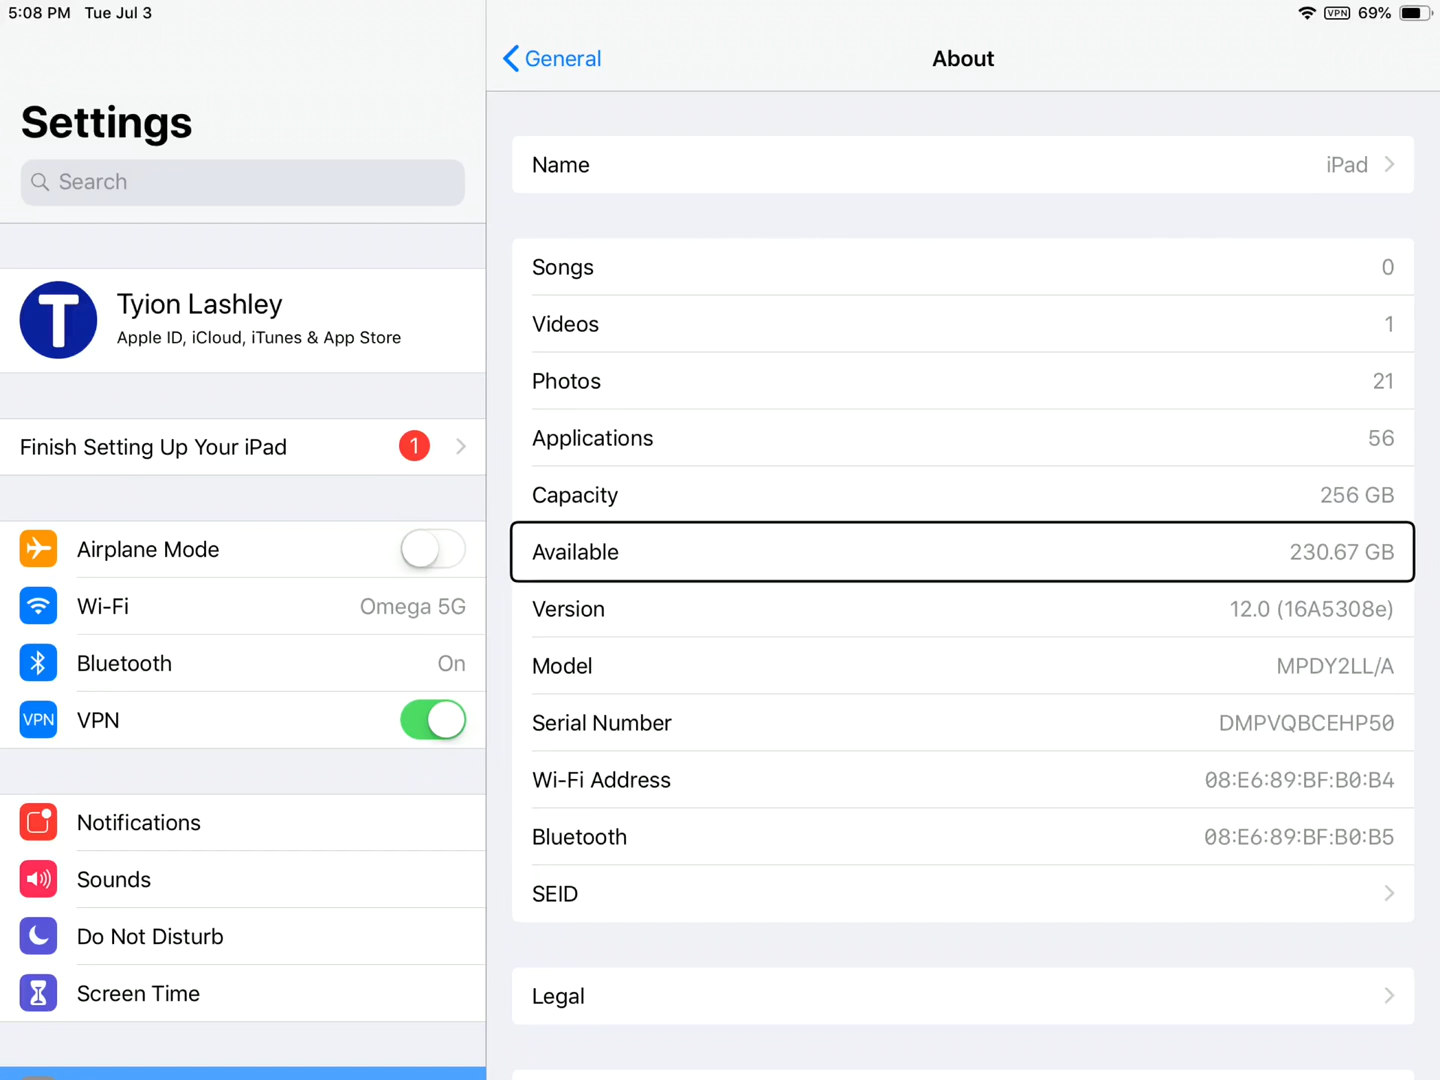 5:08 PM Tue Jul 3
VPN 69%
Settings
Search
T
Tyion Lashley
Apple ID, iCloud, iTunes & App Store
Finish Setting Up Your iPad 1
Airplane Mode
Wi-Fi Omega 5G
Bluetooth On
VPN VPN
Notifications
Sounds
Do Not Disturb
Screen Time
General
About
Name iPad
Songs 0
Videos 1
Photos 21
Applications 56
Capacity 256 GB
Available 230.67 GB
Version 12.0 (16A5308e)
Model MPDY2LL/A
Serial Number DMPVQBCEHP50
Wi-Fi Address 08:E6:89:BF:B0:B4
Bluetooth 08:E6:89:BF:B0:B5
SEID
Legal